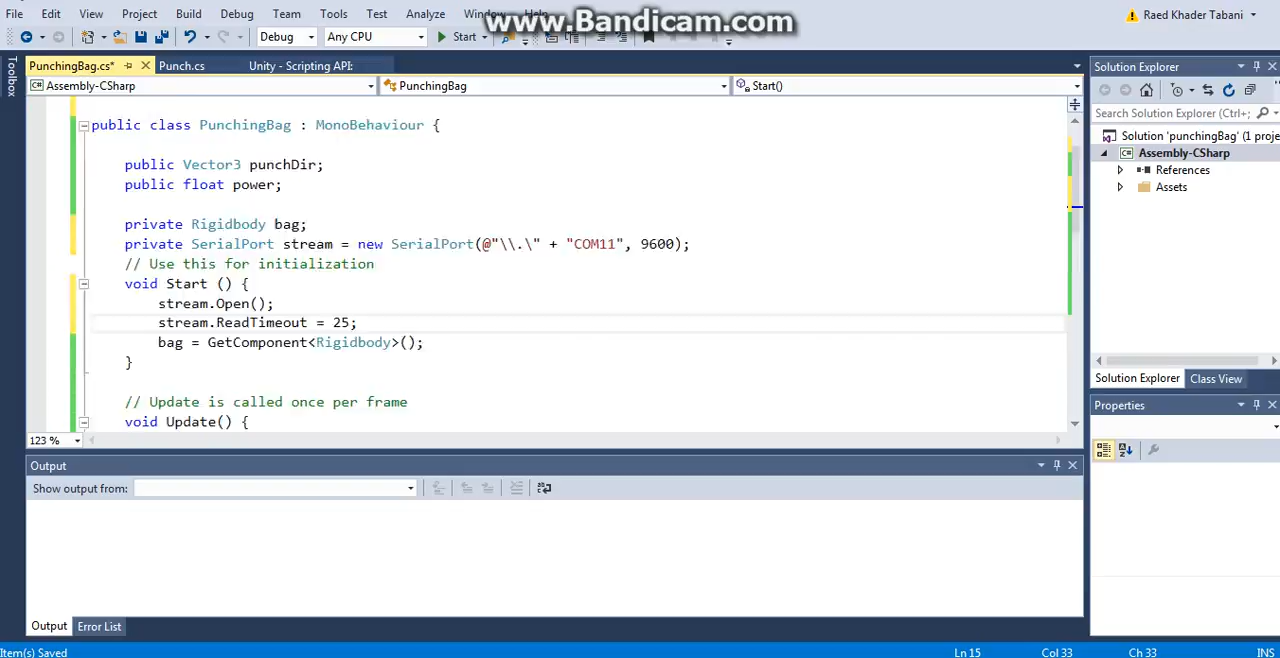 www.Bandicam.com
File Edit View Project Build Debug Team Tools Test Analyze Window Help
Raed Khader Tabani
Debug Any CPU Start
Toolbox
PunchingBag.cs* Punch.cs Unity - Scripting API:
Assembly-CSharp PunchingBag Start()
public class PunchingBag : MonoBehaviour {
public Vector3 punchDir;
public float power;
private Rigidbody bag;
private SerialPort stream = new SerialPort(@"\\.\" + "COM11", 9600);
// Use this for initialization
void Start () {
stream.Open();
stream.ReadTimeout = 25;
bag = GetComponent<Rigidbody>();
}
// Update is called once per frame
void Update() {
123 %
Output
Show output from:
Output Error List
Solution Explorer
Search Solution Explorer (Ctrl+;
Solution 'punchingBag' (1 proje
Assembly-CSharp
References
Assets
Solution Explorer Class View
Properties
Item(s) Saved Ln 15 Col 33 Ch 33 INS